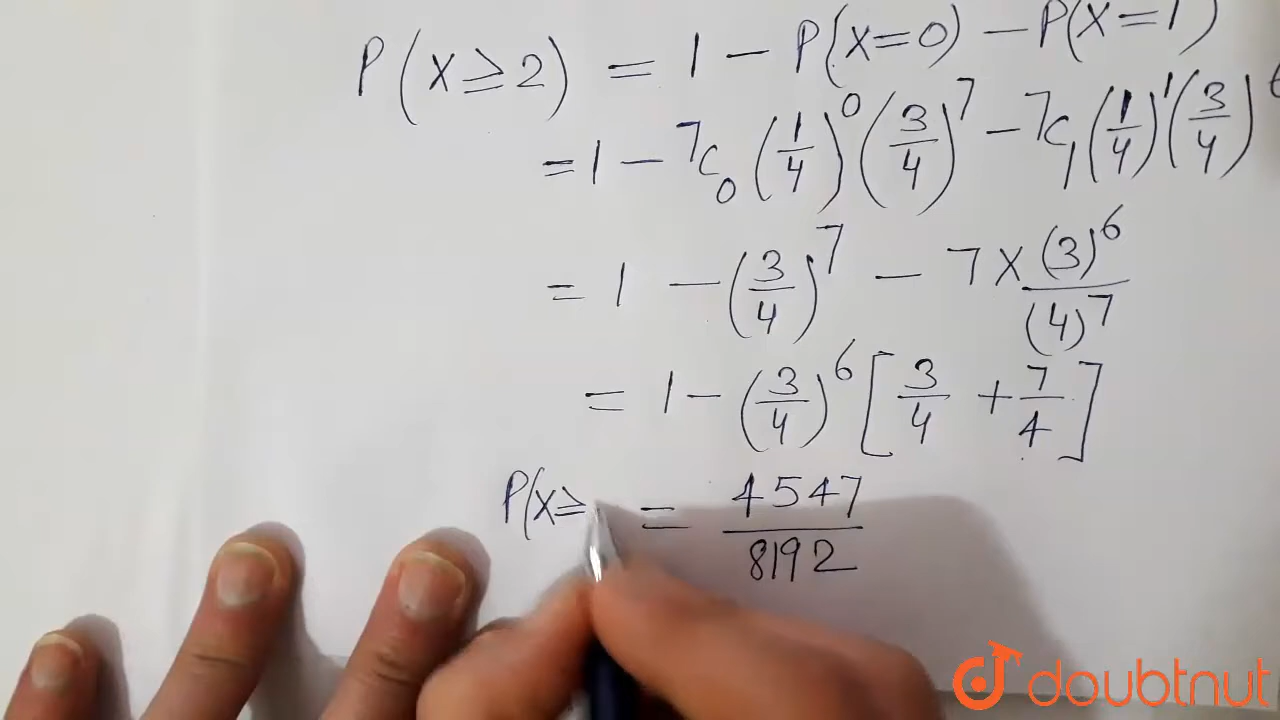 P(X≥2) = 1 - P(X=0) - P(X=1)
= 1 - ⁷C₀ (1/4)⁰ (3/4)⁷ - ⁷C₁ (1/4)¹ (3/4)⁶
= 1 - (3/4)⁷ - 7 × (3)⁶/(4)⁷
= 1 - (3/4)⁶ [3/4 + 7/4]
P(X≥ = 4547/8192
doubtnut